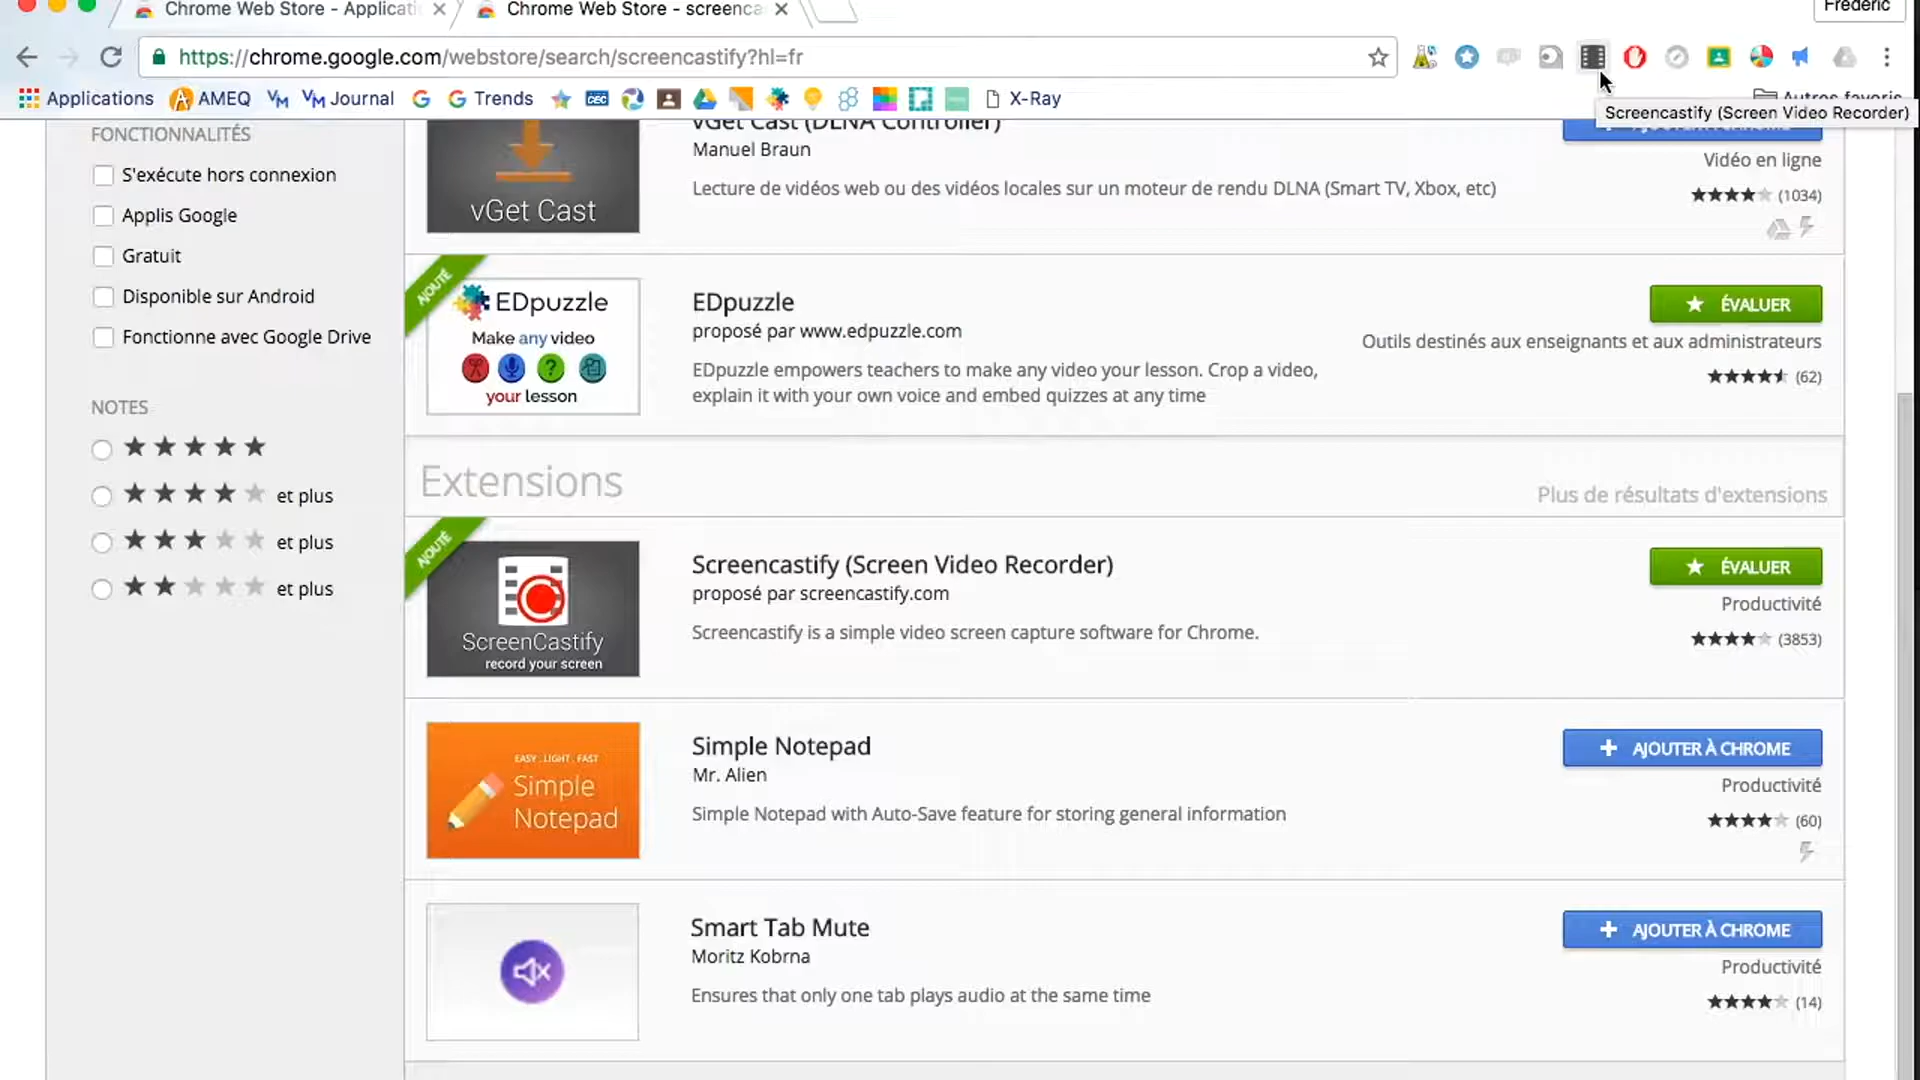 Chrome Web Store - Applicati
Chrome Web Store - screenca
Frédéric
https://chrome.google.com/webstore/search/screencastify?hl=fr
Applications
AMEQ
Journal
Trends
X-Ray
Autres favoris
Screencastify (Screen Video Recorder)
FONCTIONNALITÉS
S'exécute hors connexion
Applis Google
Gratuit
Disponible sur Android
Fonctionne avec Google Drive
NOTES
et plus
et plus
et plus
vGet Cast
vGet Cast (DLNA Controller)
Manuel Braun
Lecture de vidéos web ou des vidéos locales sur un moteur de rendu DLNA (Smart TV, Xbox, etc)
AJOUTER À CHROME
Vidéo en ligne
(1034)
AJOUTÉ
EDpuzzle
Make any video
your lesson
EDpuzzle
proposé par www.edpuzzle.com
EDpuzzle empowers teachers to make any video your lesson. Crop a video,
explain it with your own voice and embed quizzes at any time
ÉVALUER
Outils destinés aux enseignants et aux administrateurs
(62)
Extensions
Plus de résultats d'extensions
AJOUTÉ
ScreenCastify
record your screen
Screencastify (Screen Video Recorder)
proposé par screencastify.com
Screencastify is a simple video screen capture software for Chrome.
ÉVALUER
Productivité
(3853)
EASY . LIGHT . FAST
Simple
Notepad
Simple Notepad
Mr. Alien
Simple Notepad with Auto-Save feature for storing general information
AJOUTER À CHROME
Productivité
(60)
Smart Tab Mute
Moritz Kobrna
Ensures that only one tab plays audio at the same time
AJOUTER À CHROME
Productivité
(14)